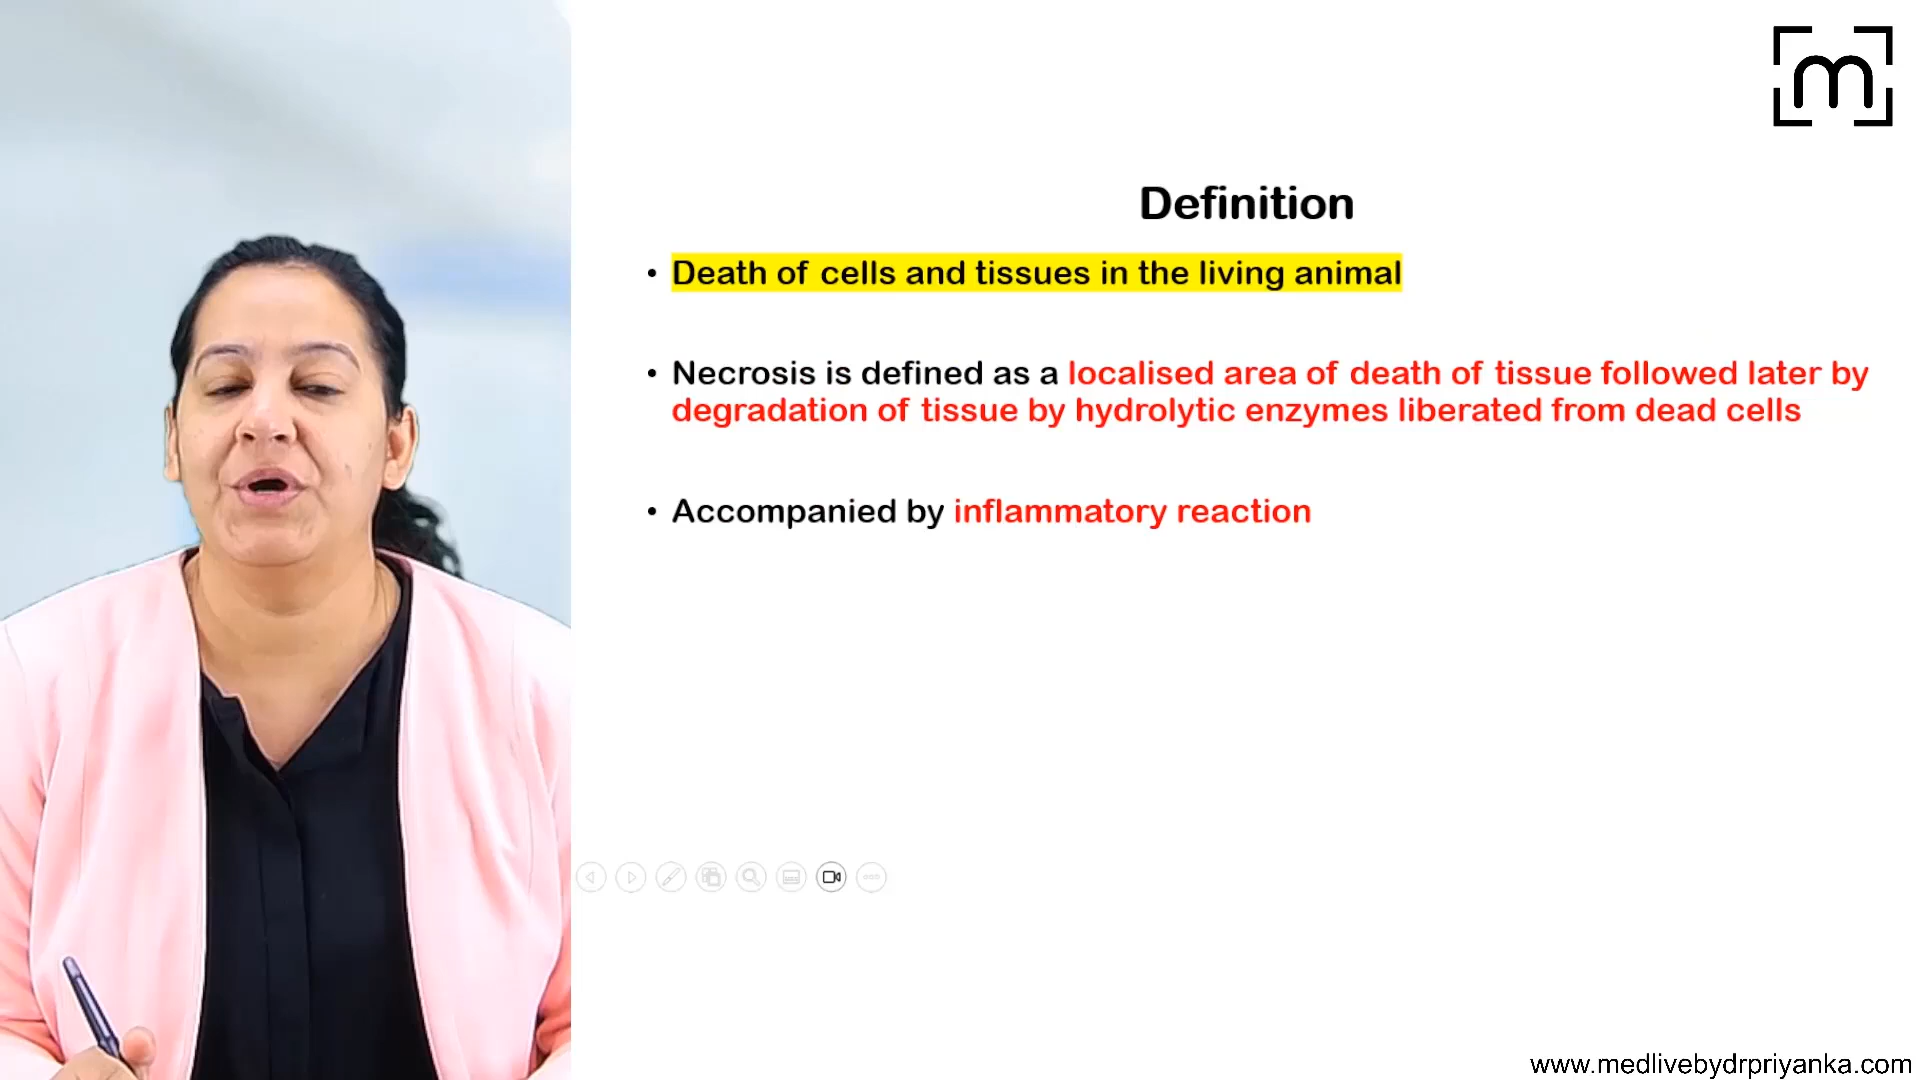 m
Definition
• Death of cells and tissues in the living animal
• Necrosis is defined as a localised area of death of tissue followed later by
degradation of tissue by hydrolytic enzymes liberated from dead cells
• Accompanied by inflammatory reaction
www.medlivebydrpriyanka.com